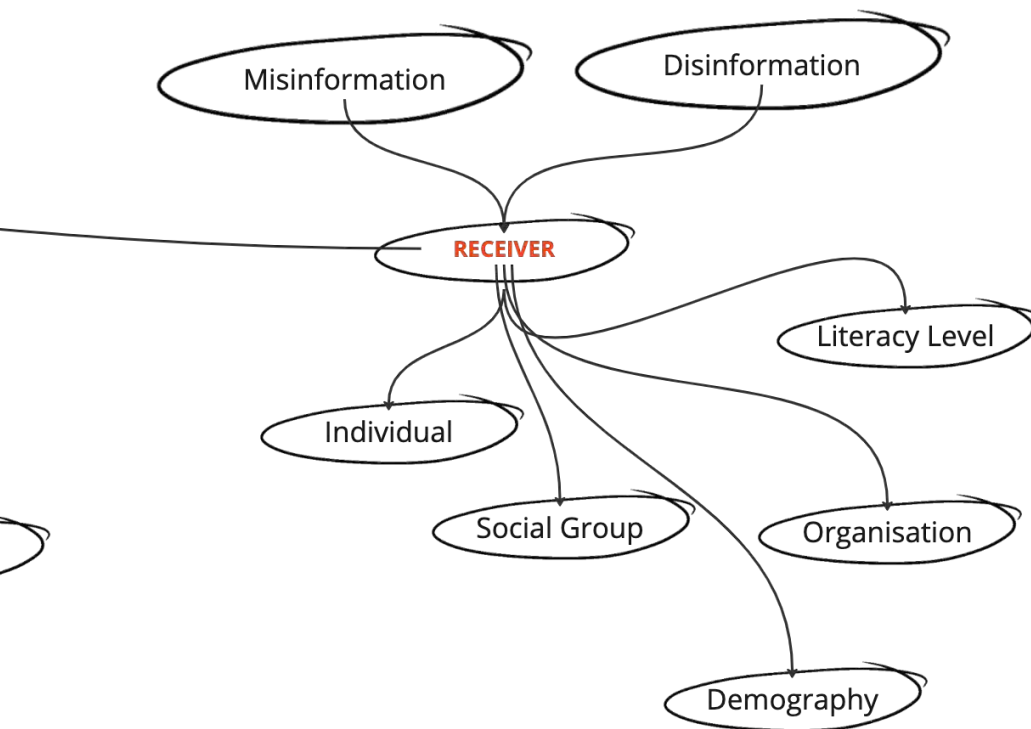 Misinformation
Disinformation
RECEIVER
Literacy Level
Individual
Social Group
Organisation
Demography